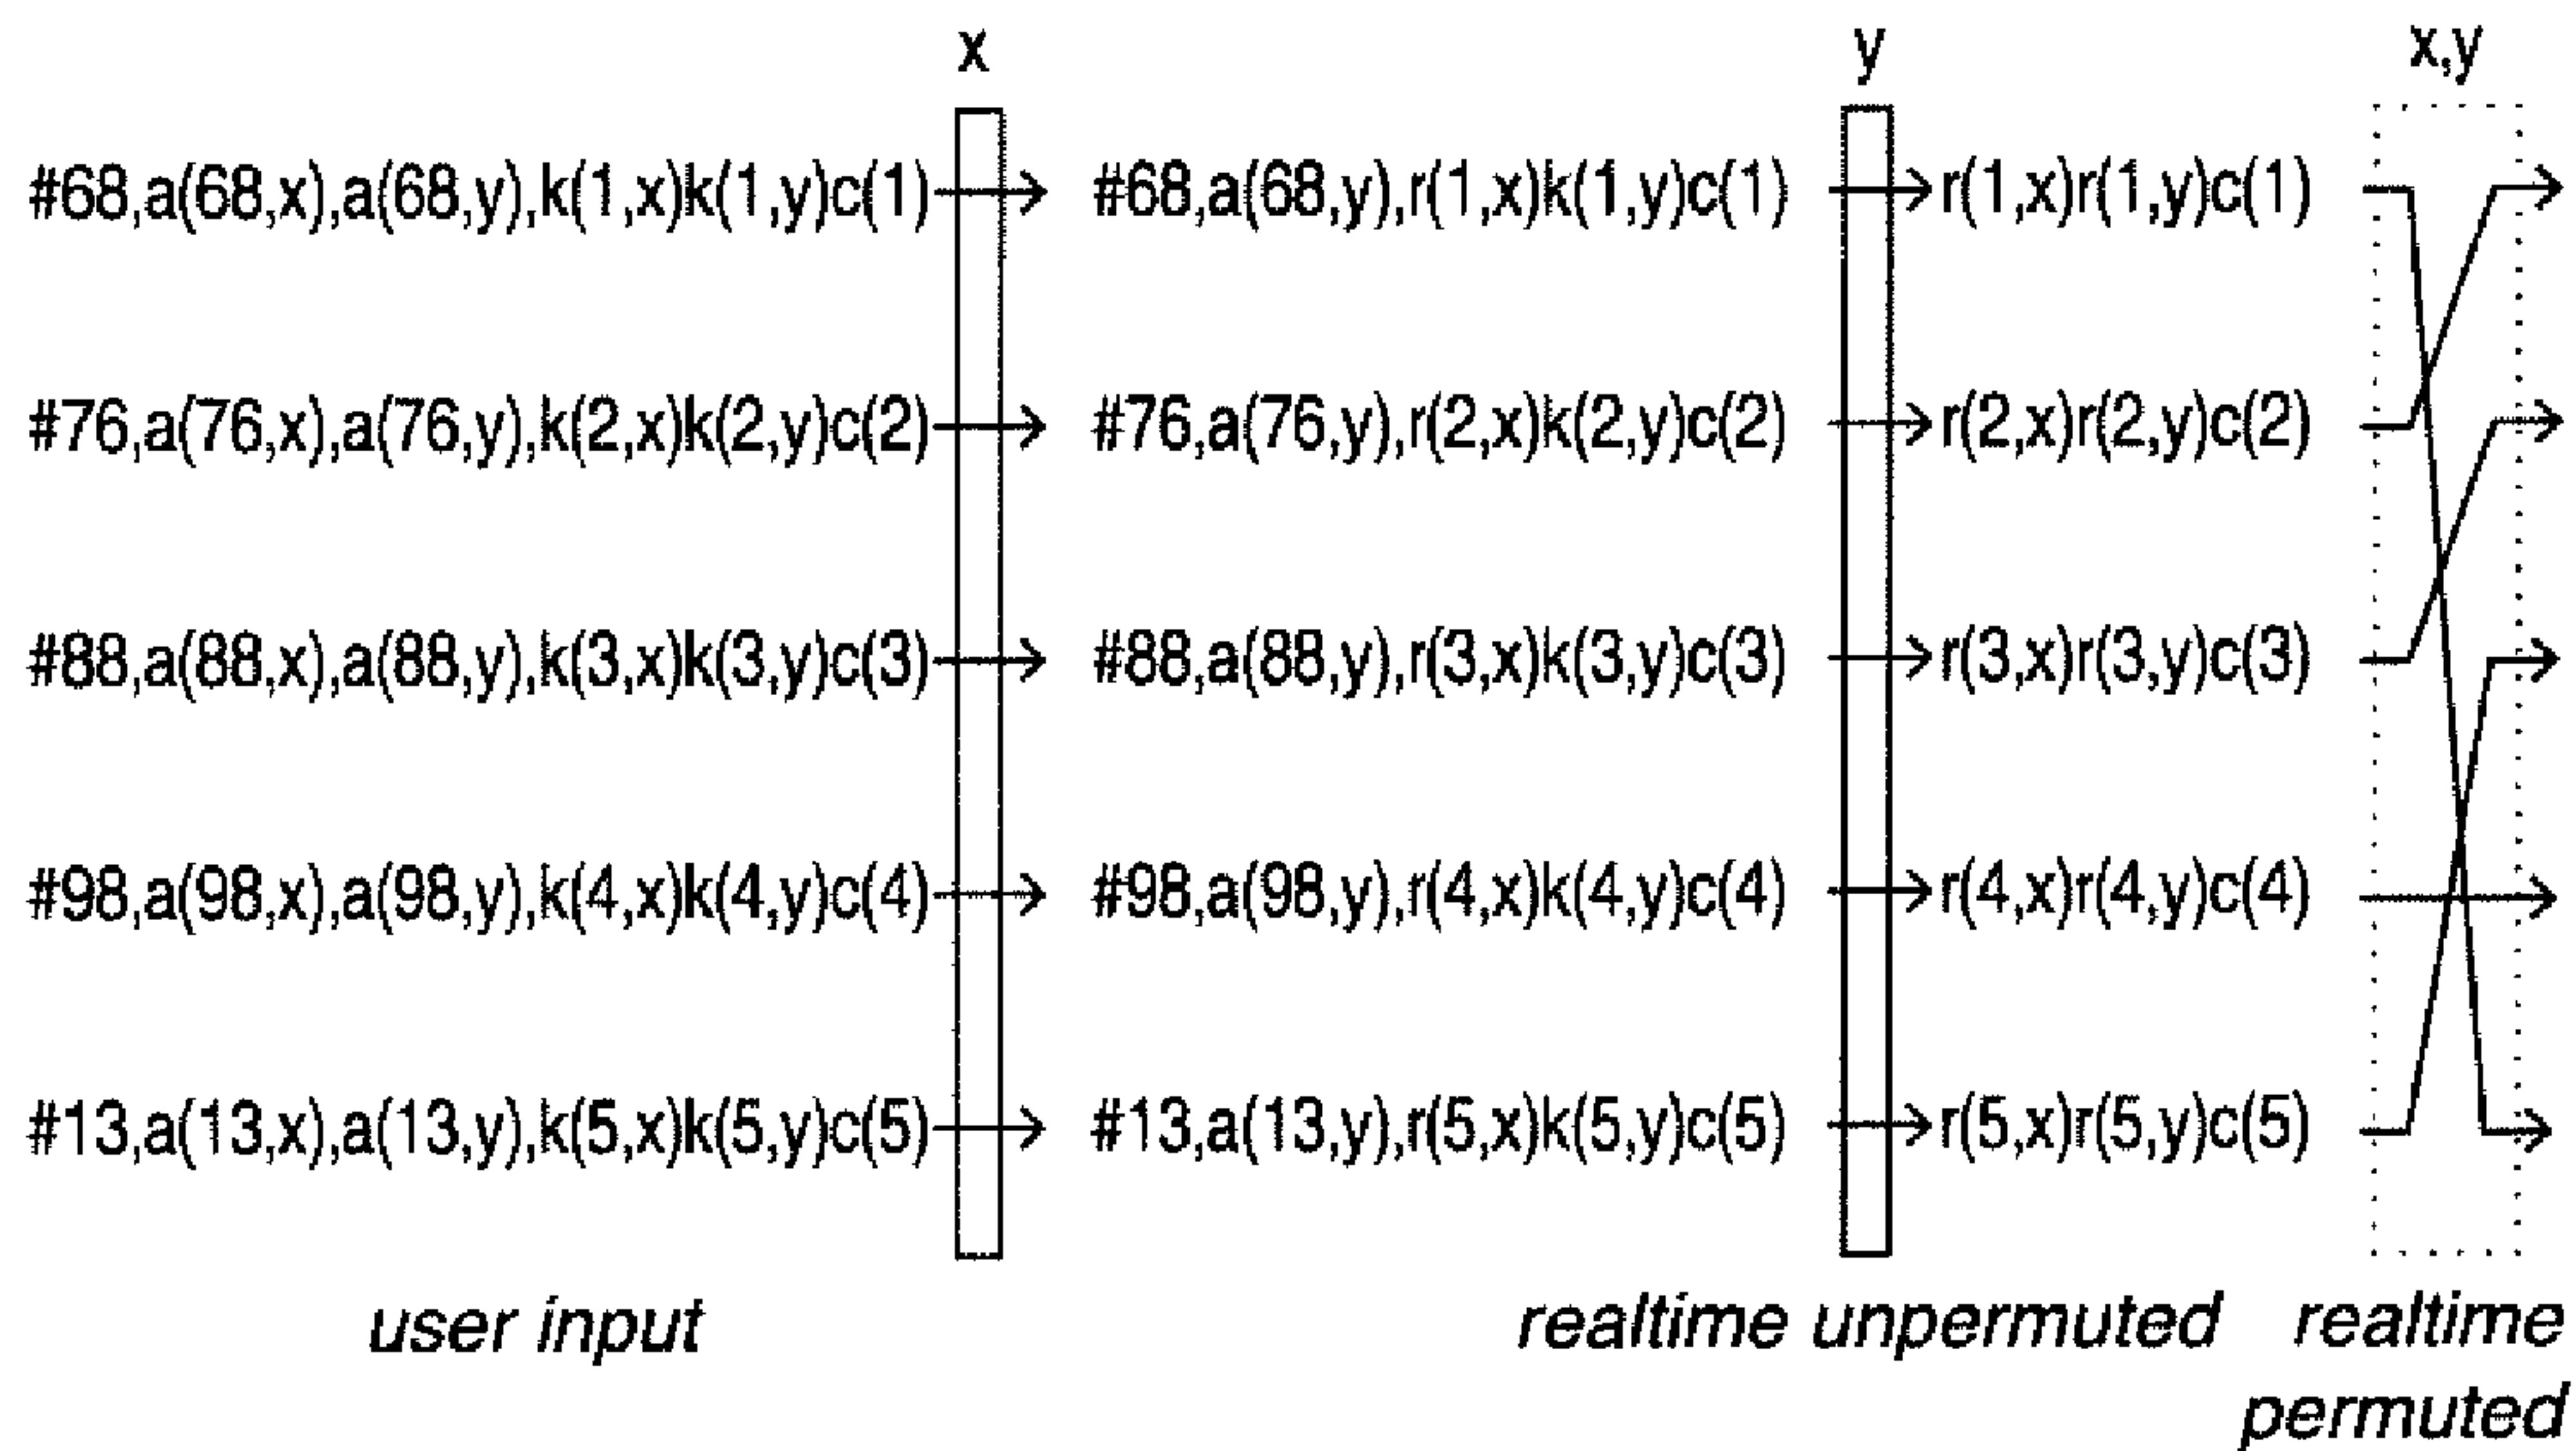 x y x,y
#68,a(68,x),a(68,y),k(1,x)k(1,y)c(1) #68,a(68,y),r(1,x)k(1,y)c(1) r(1,x)r(1,y)c(1)
#76,a(76,x),a(76,y),k(2,x)k(2,y)c(2) #76,a(76,y),r(2,x)k(2,y)c(2) r(2,x)r(2,y)c(2)
#88,a(88,x),a(88,y),k(3,x)k(3,y)c(3) #88,a(88,y),r(3,x)k(3,y)c(3) r(3,x)r(3,y)c(3)
#98,a(98,x),a(98,y),k(4,x)k(4,y)c(4) #98,a(98,y),r(4,x)k(4,y)c(4) r(4,x)r(4,y)c(4)
#13,a(13,x),a(13,y),k(5,x)k(5,y)c(5) #13,a(13,y),r(5,x)k(5,y)c(5) r(5,x)r(5,y)c(5)
user input realtime unpermuted realtime
permuted